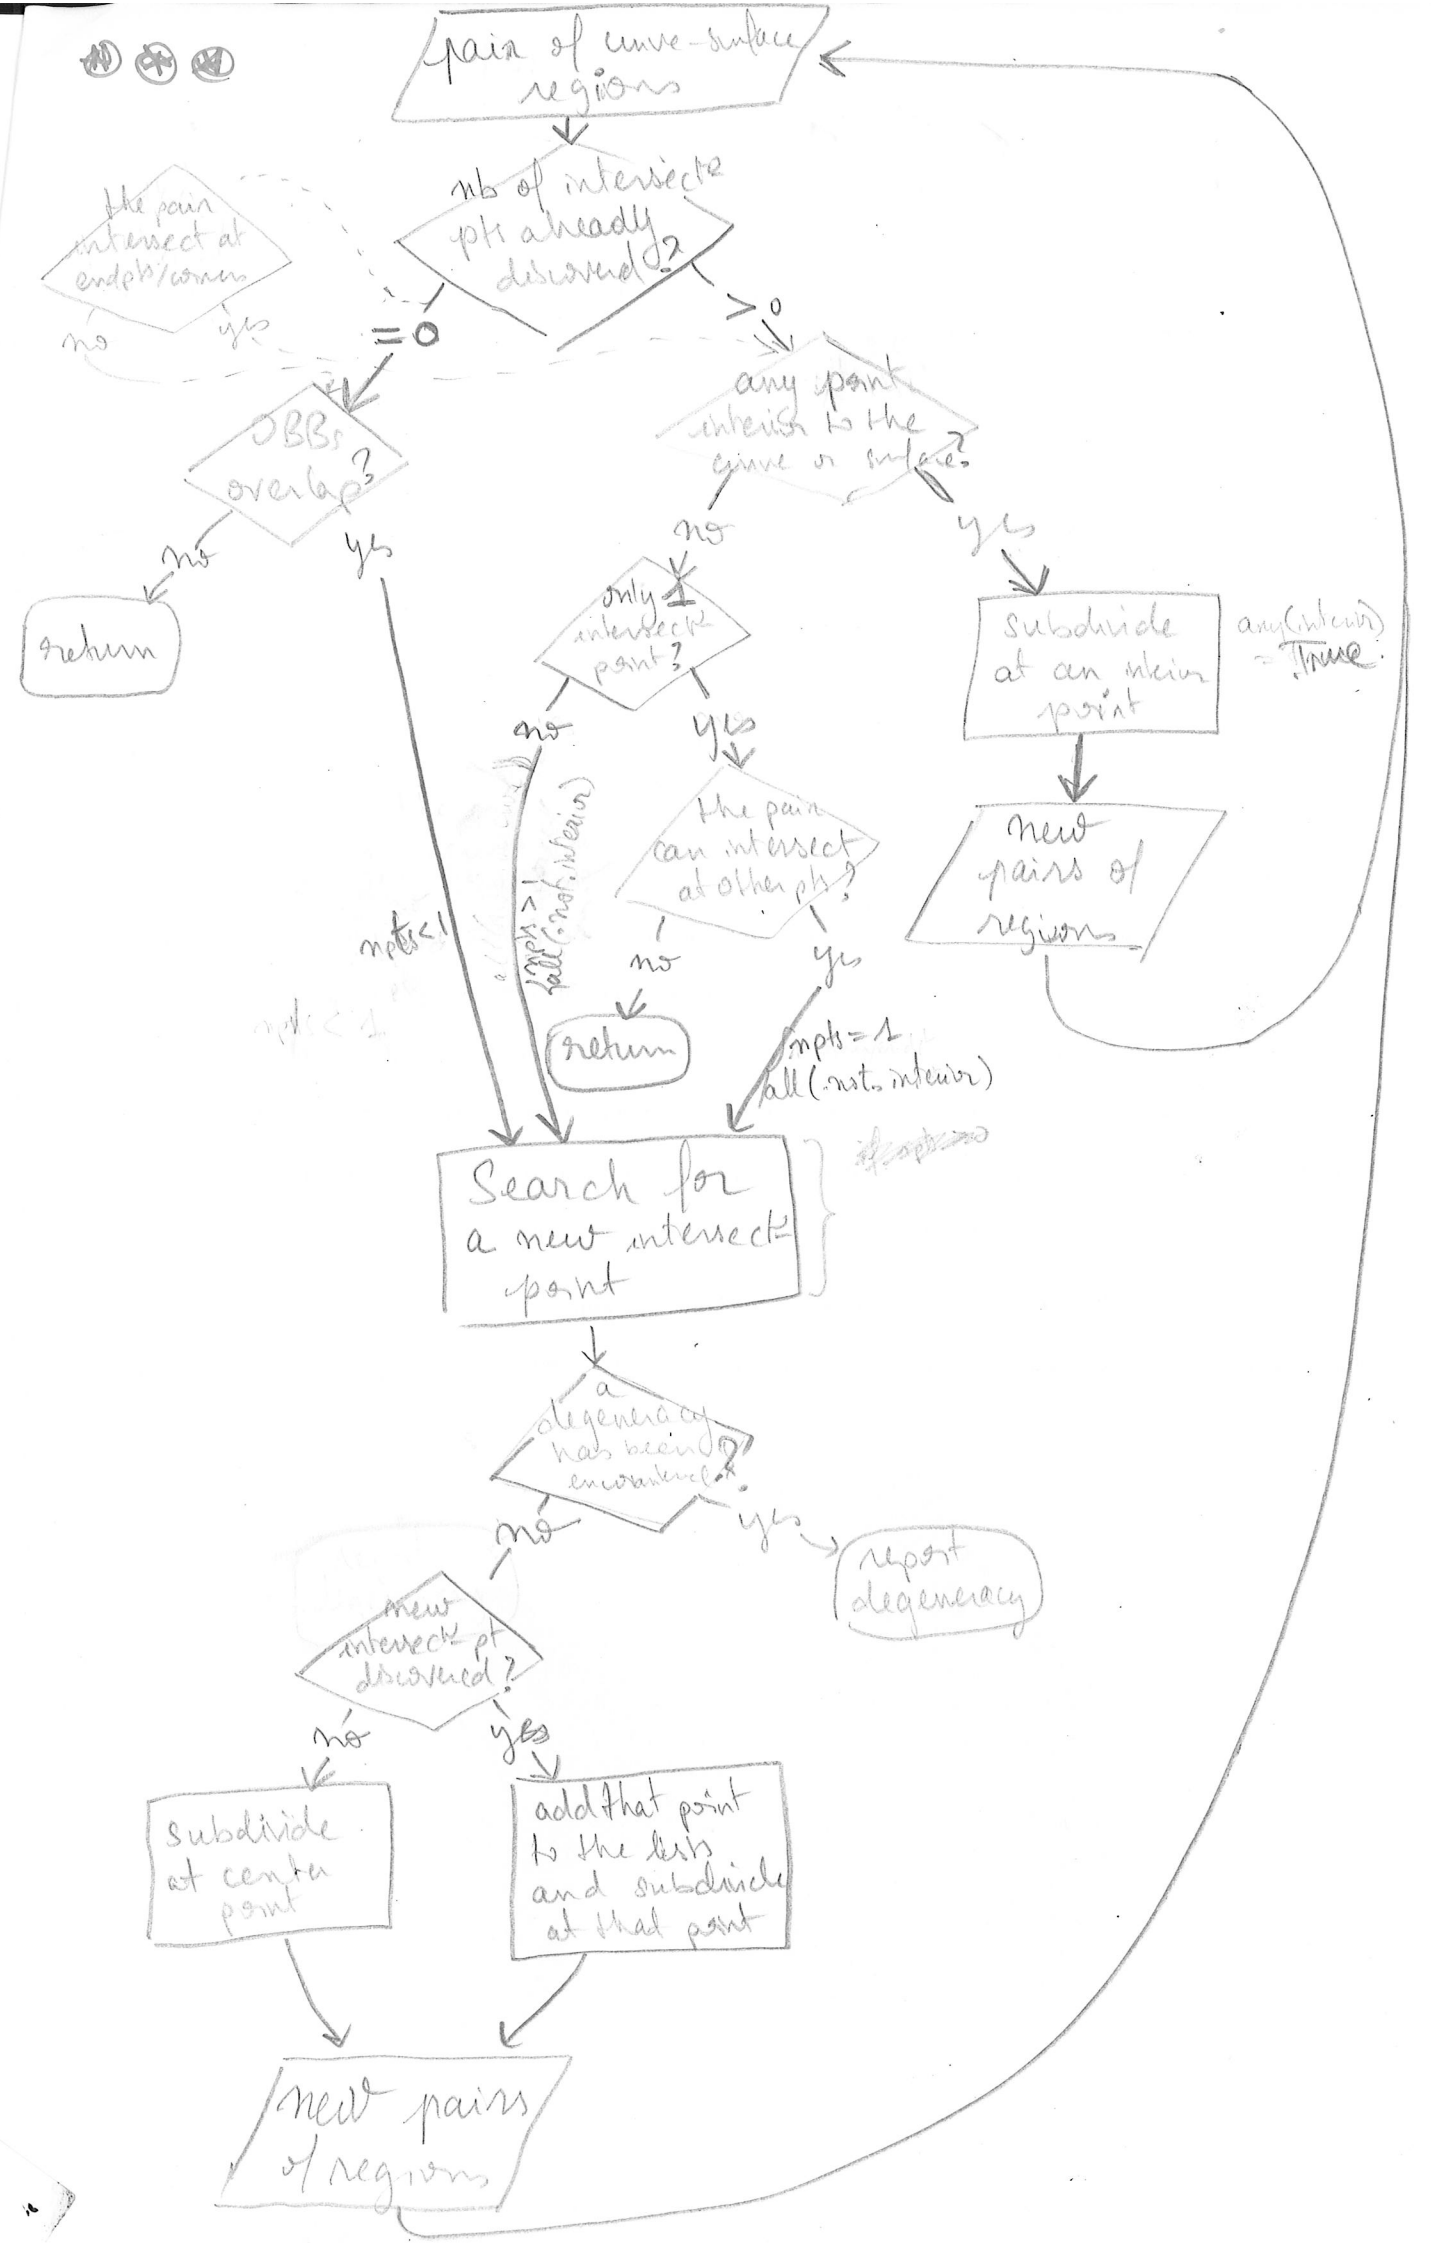 pair of curve-surface
regions
nb of intersect°
pts already
discovered?
the pair
intersect at
endpts/corners
no
yes
=0
>0
OBBs
overlap?
no
yes
return
any point
interior to the
curve or surface?
no
yes
only 1
intersect°
point?
no
yes
subdivide
at an interior
point
any(interior)
= True.
new
pairs of
regions
the pair
can intersect
at other pts?
no
yes
return
npts<1
npts >1
all(.not.interior)
npts < 1
npts=1
all(.not.interior)
Search for
a new intersect°
point
a
degeneracy
has been
encountered?
no
yes
report
degeneracy
new
intersect° pt
discovered?
no
yes
subdivide
at center
point
add that point
to the lists
and subdivide
at that point
new pairs
of regions